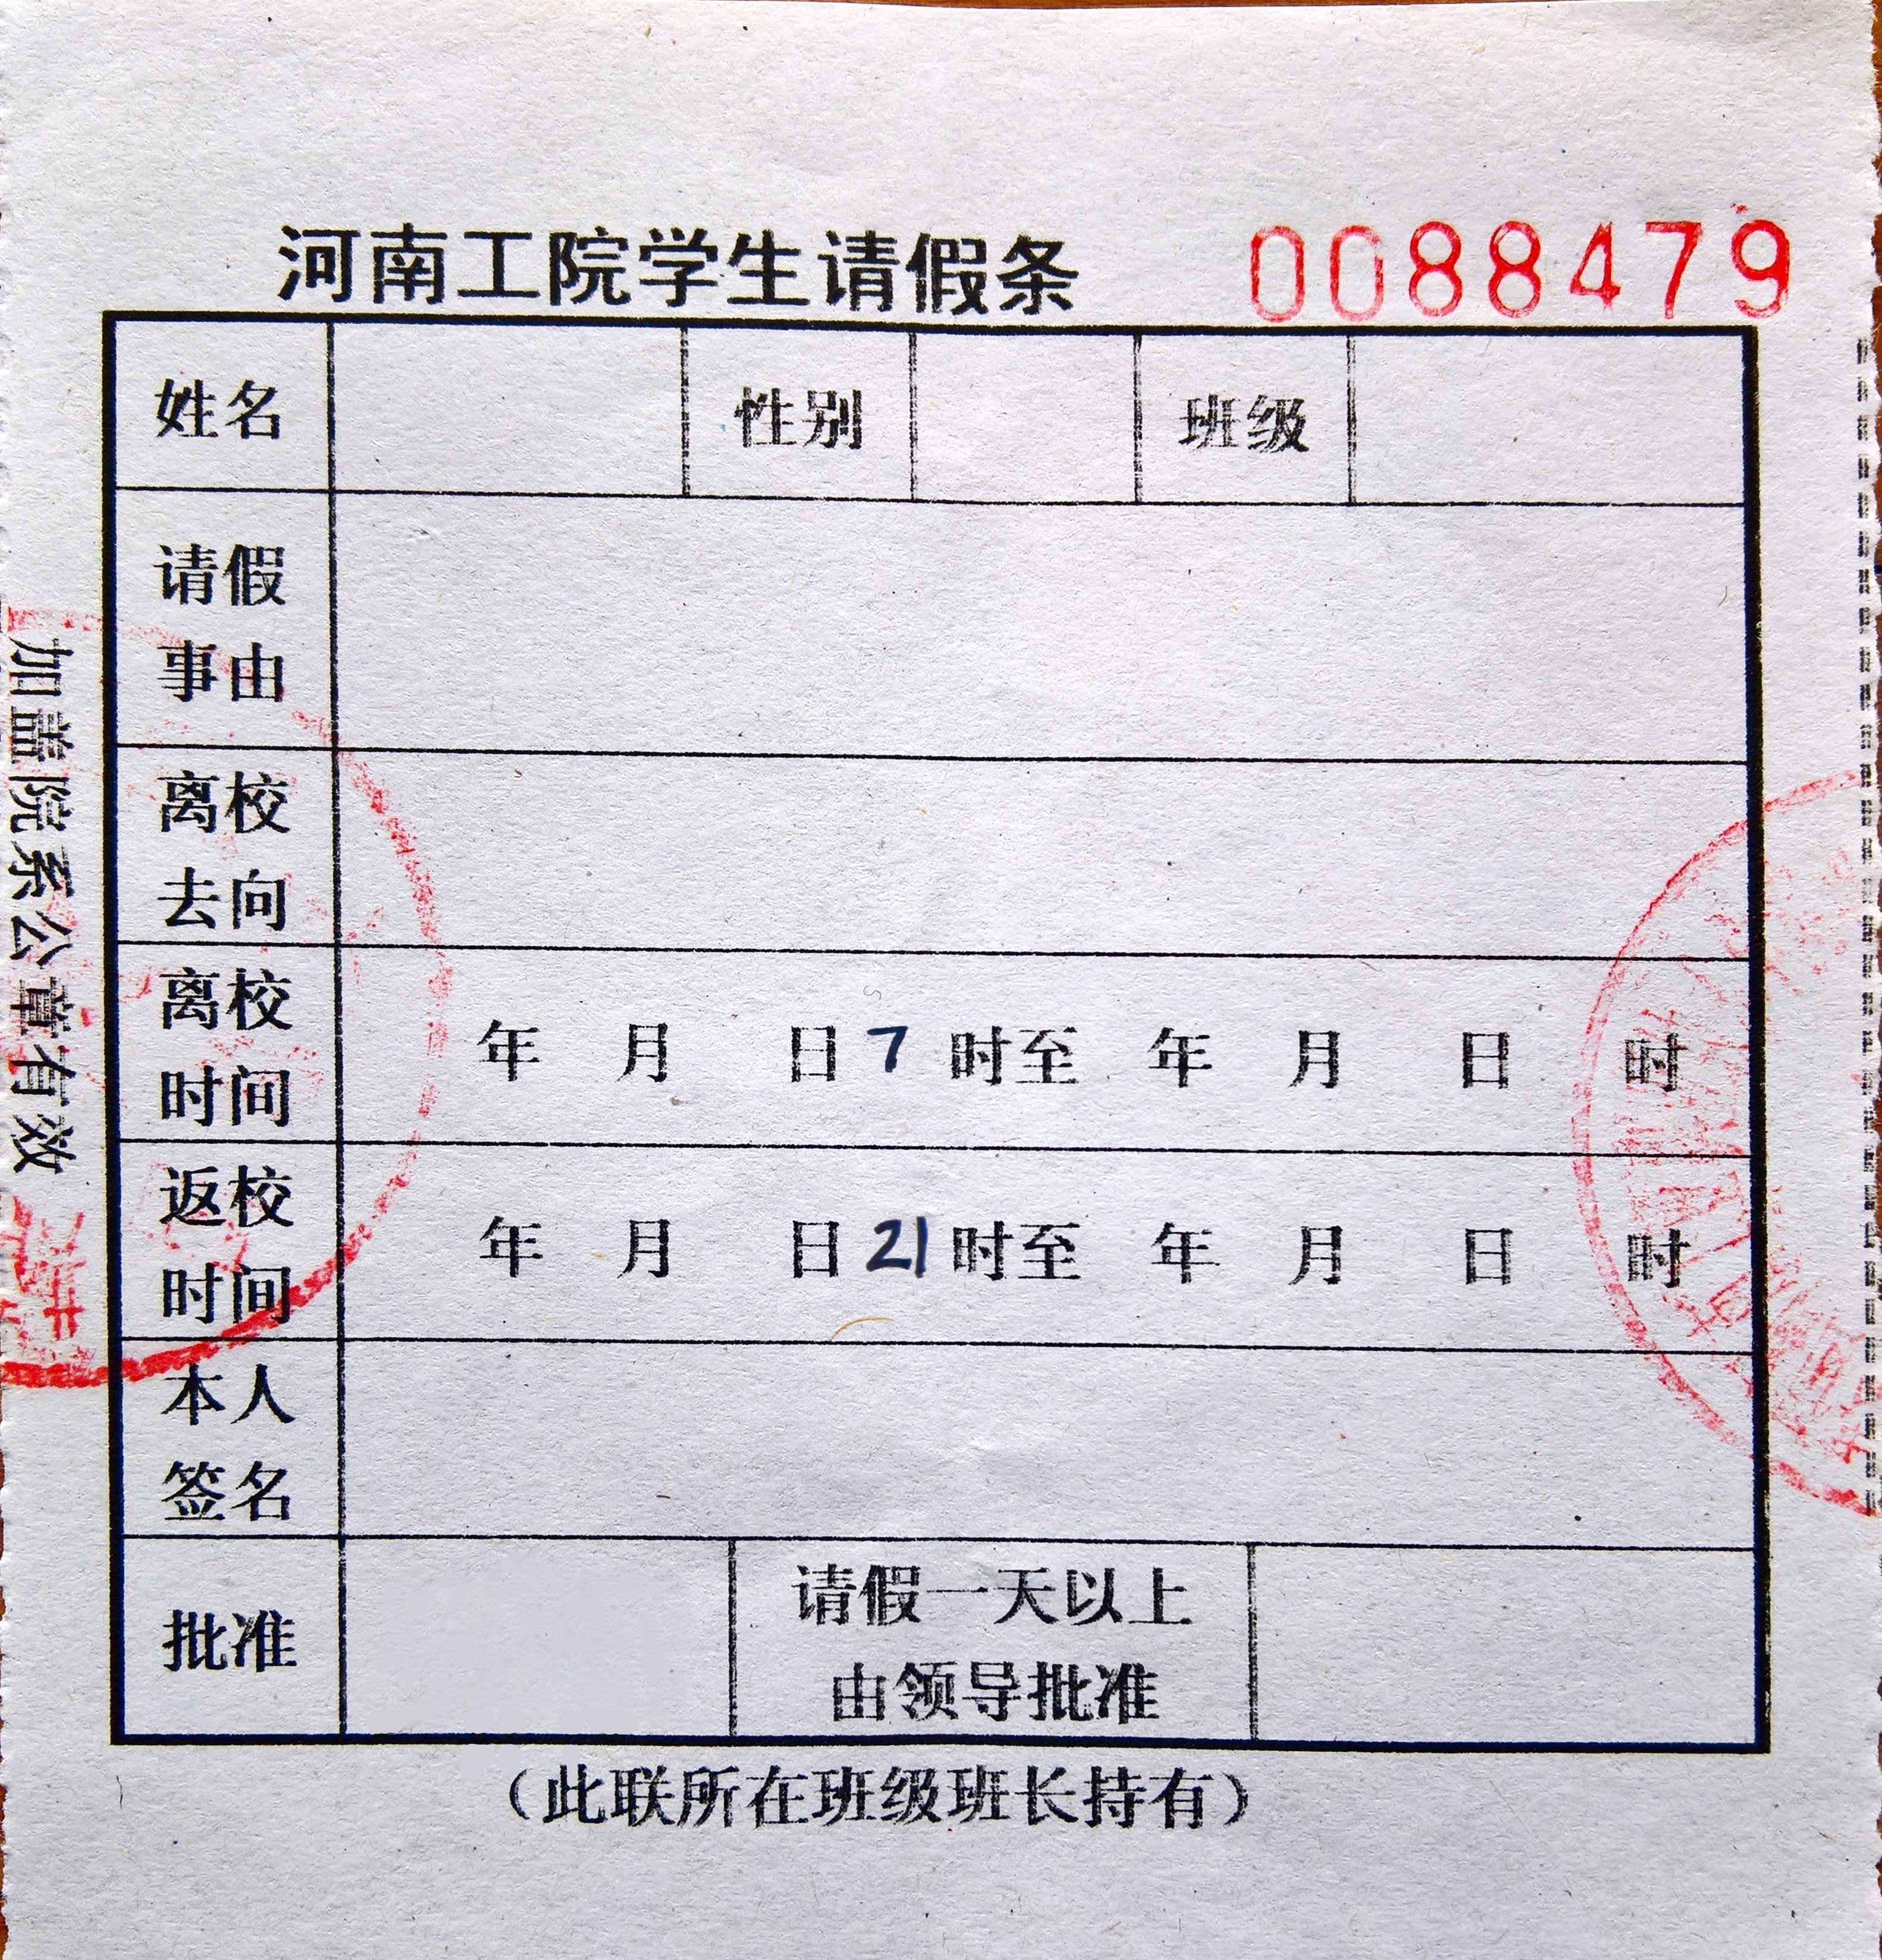 河南工院学生请假条 0088479
姓名 性别 班级
请假
事由
离校
去向
离校
时间
年 月 日 7 时至 年 月 日 时
返校
时间
年 月 日 21 时至 年 月 日 时
本人
签名
批准
请假一天以上
由领导批准
（此联所在班级班长持有）
加盖院系公章有效